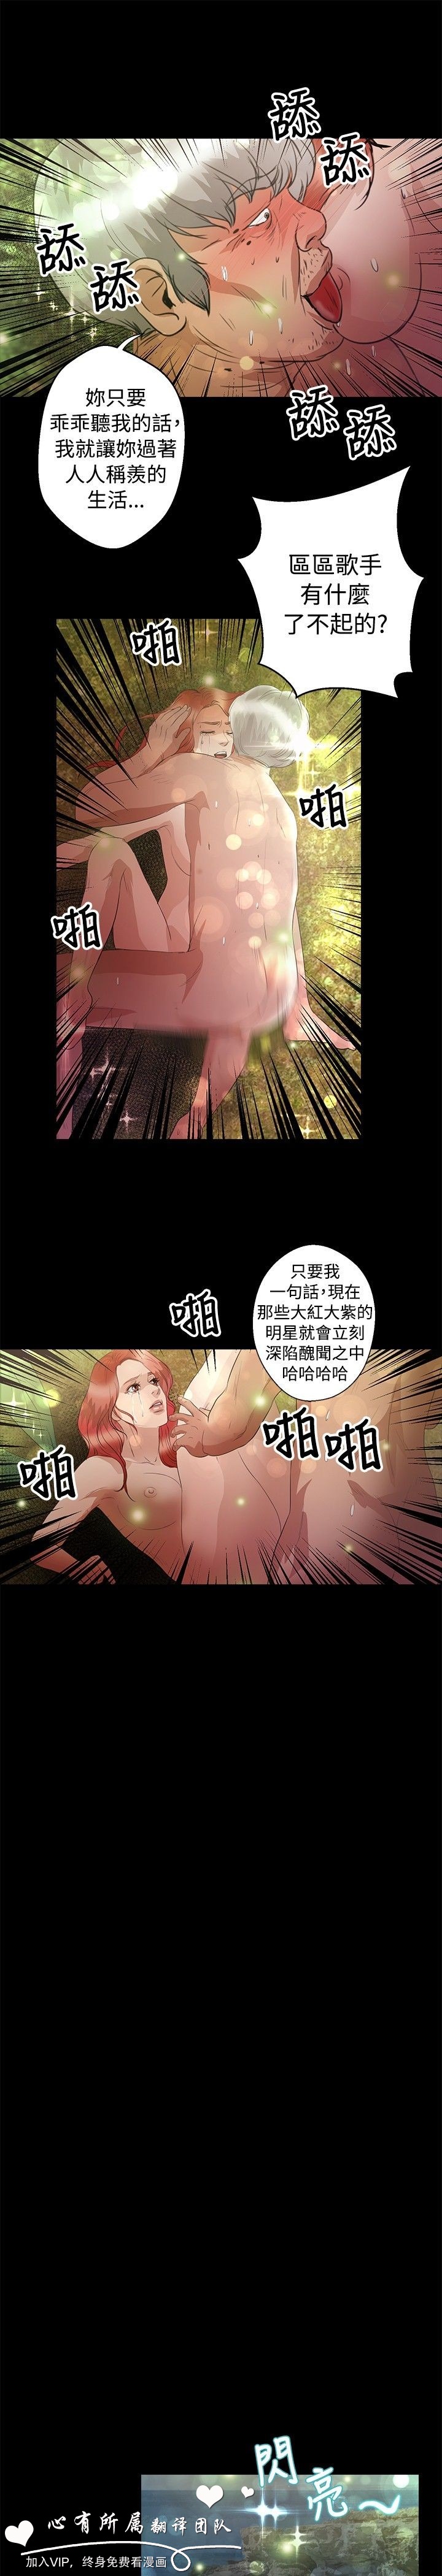 舔
舔
舔
舔
妳只要
乖乖聽我的話,
我就讓妳過著
人人稱羨的
生活...
舔
舔
區區歌手
有什麼
了不起的?
啪
啪
啪
只要我
一句話,現在
那些大紅大紫的
明星就會立刻
深陷醜聞之中
哈哈哈哈
啪
啪
啪
啪
閃
亮~
心有所属翻译团队
加入VIP,终身免费看漫画